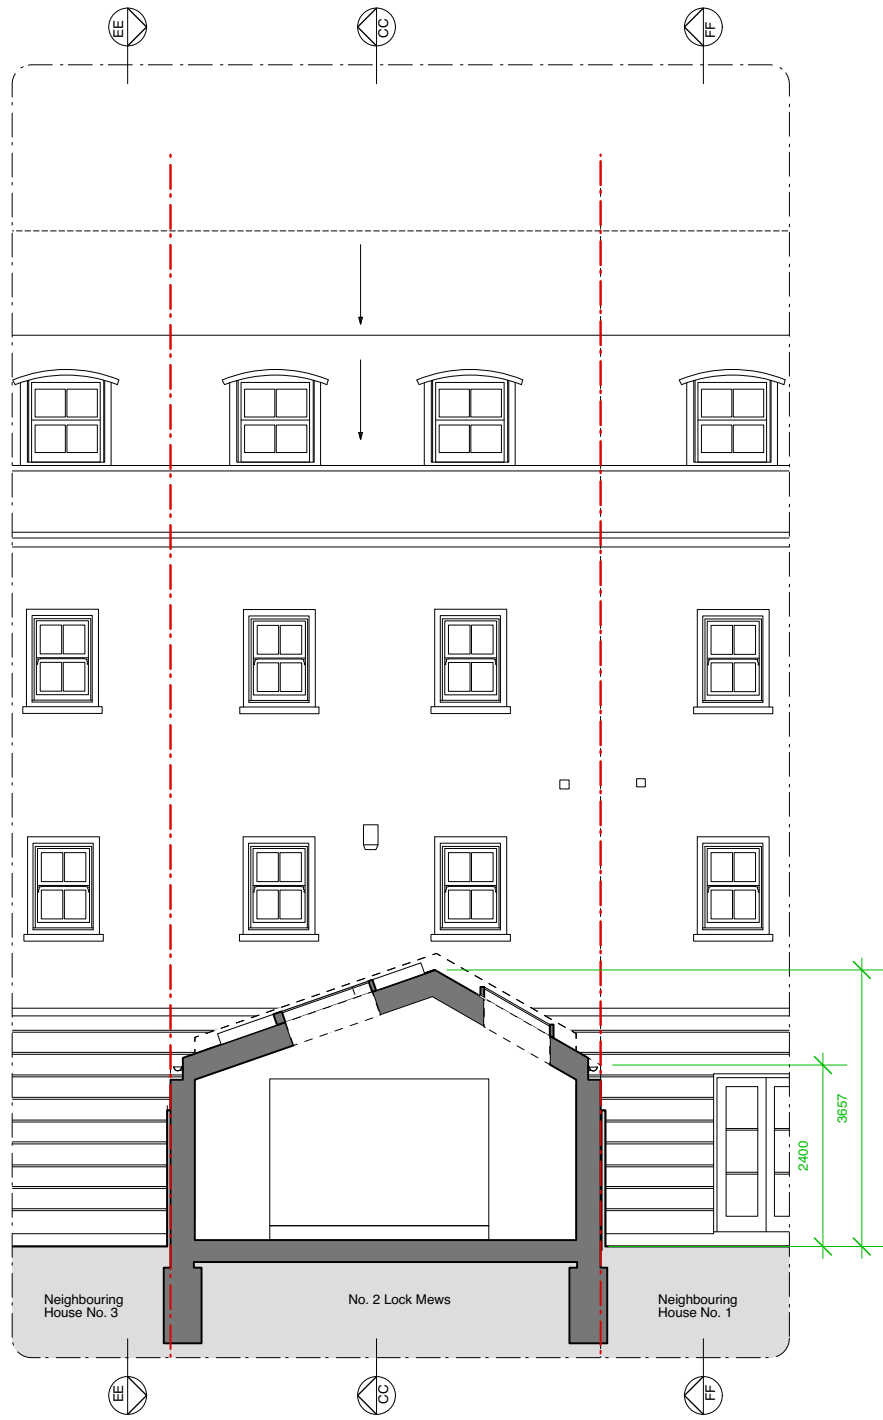 EE
CC
FF
3657
2400
Neighbouring
House No. 3
No. 2 Lock Mews
Neighbouring
House No. 1
EE
CC
FF